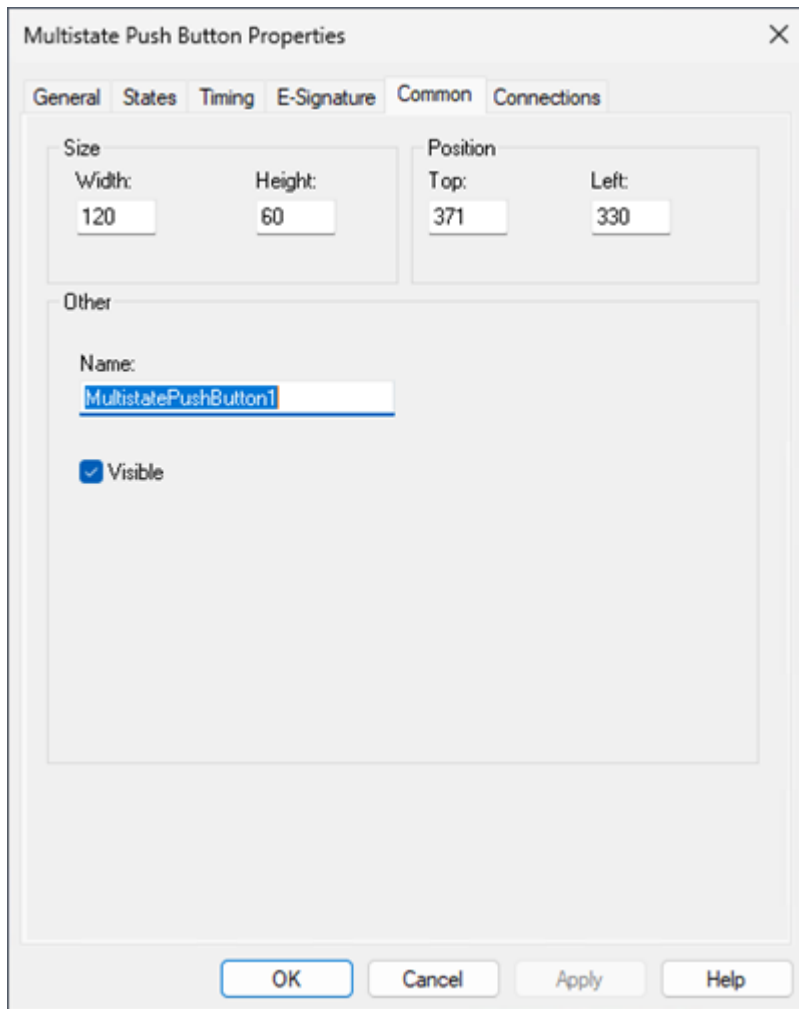 Multistate Push Button Properties
General States Timing E-Signature Common Connections
Size
Width: Height:
120 60
Position
Top: Left:
371 330
Other
Name:
MultistatePushButton1
Visible
OK Cancel Apply Help